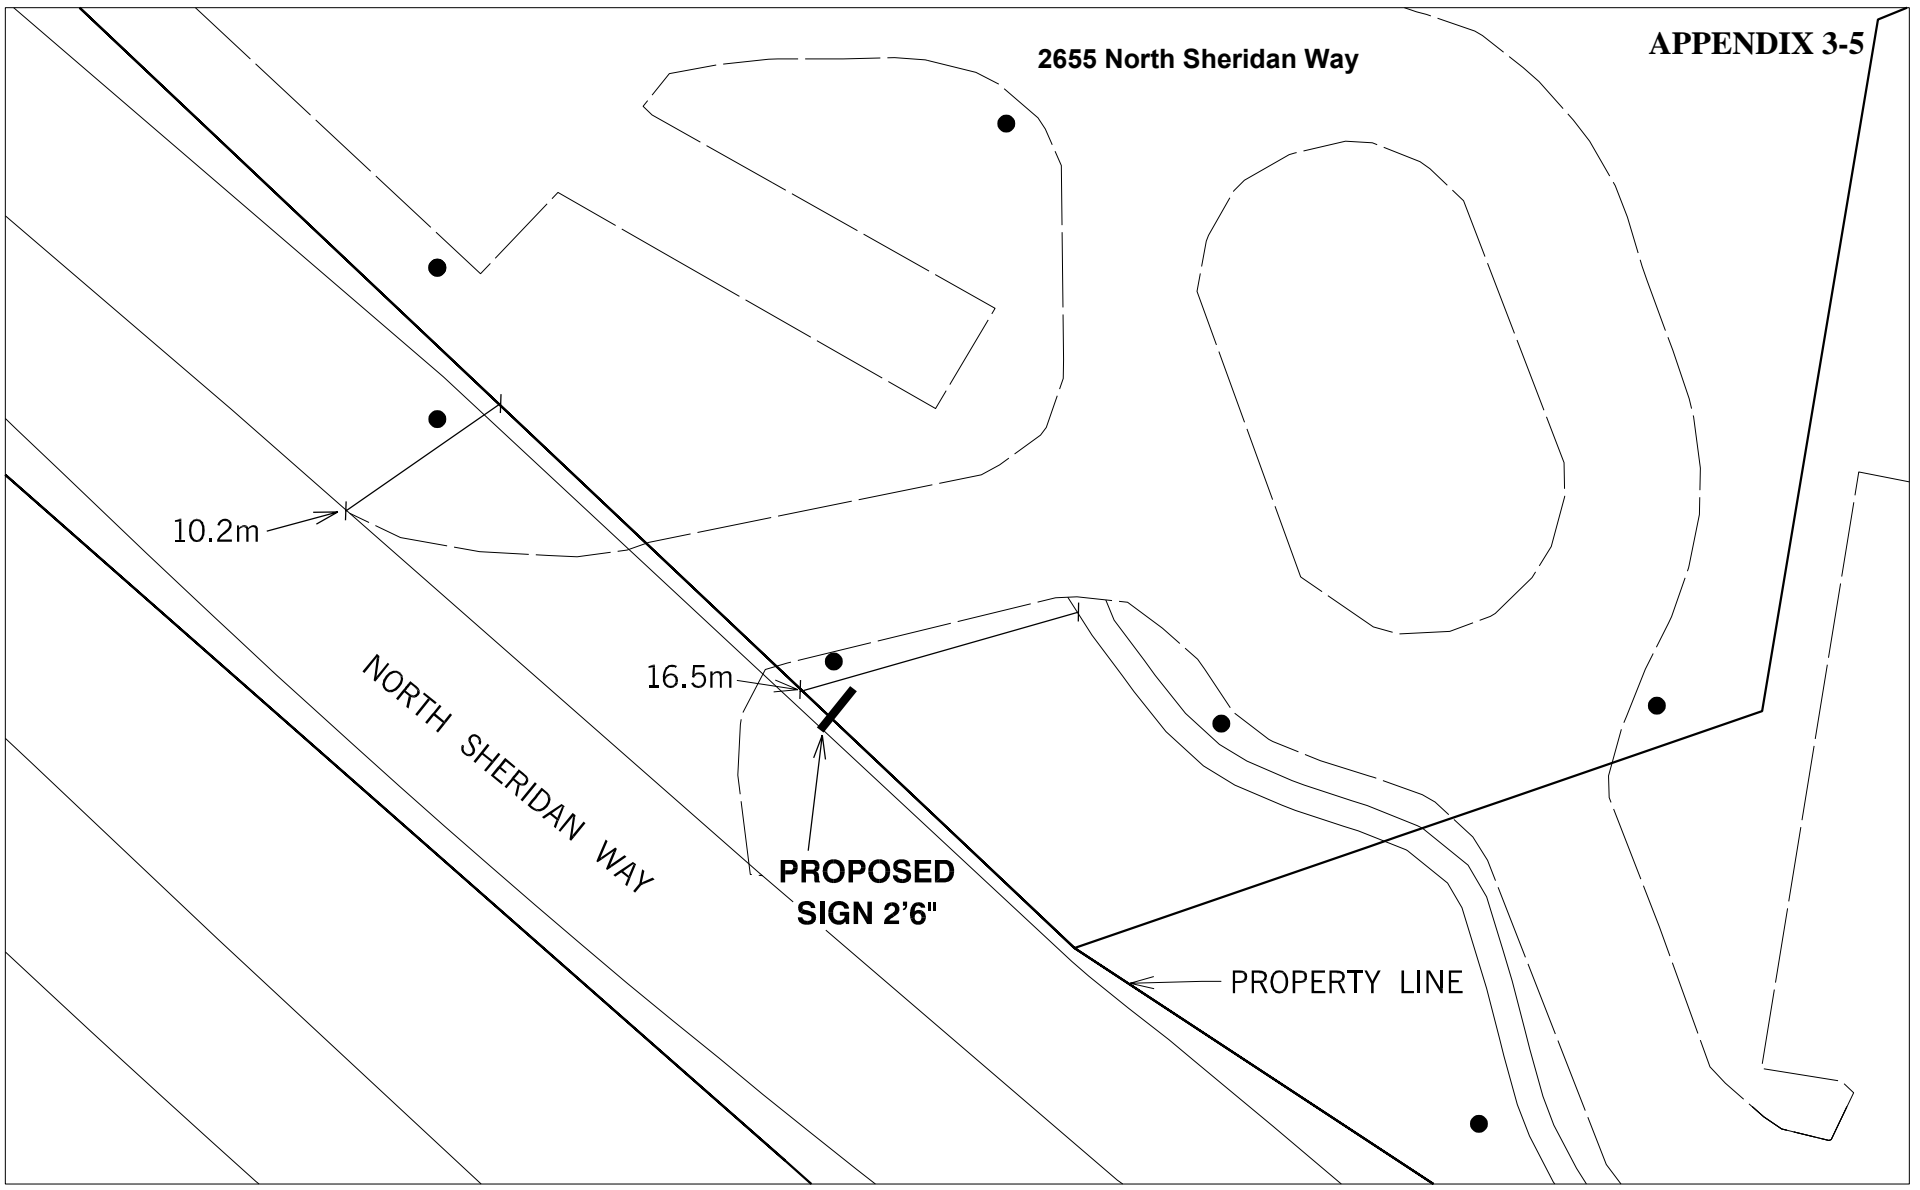 APPENDIX 3-5
2655 North Sheridan Way
10.2m
16.5m
NORTH SHERIDAN WAY
PROPOSED
SIGN 2'6"
PROPERTY LINE